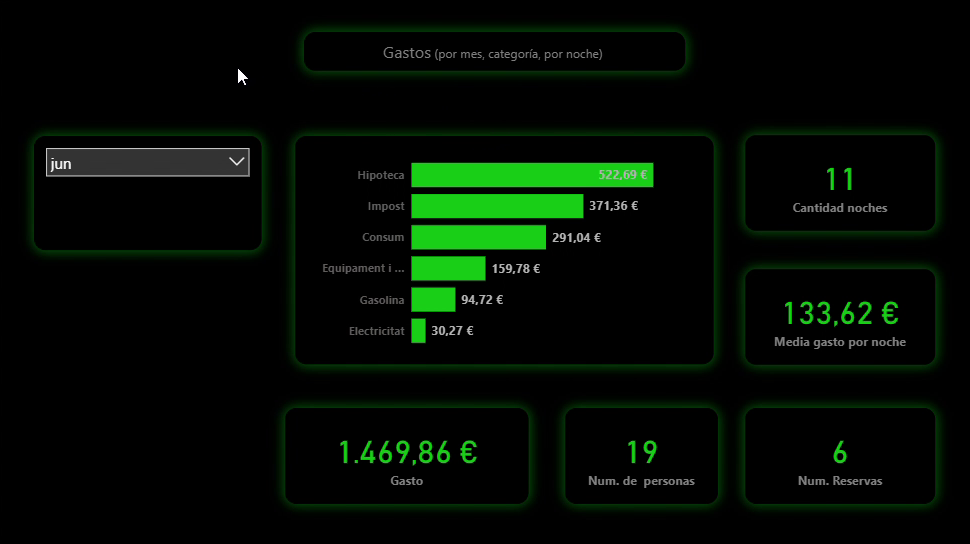 Gastos (por mes, categoría, por noche)
jun
Hipoteca 522,69 €
Impost 371,36 €
Consum 291,04 €
Equipament i ... 159,78 €
Gasolina 94,72 €
Electricitat 30,27 €
11
Cantidad noches
133,62 €
Media gasto por noche
1.469,86 €
Gasto
19
Num. de personas
6
Num. Reservas